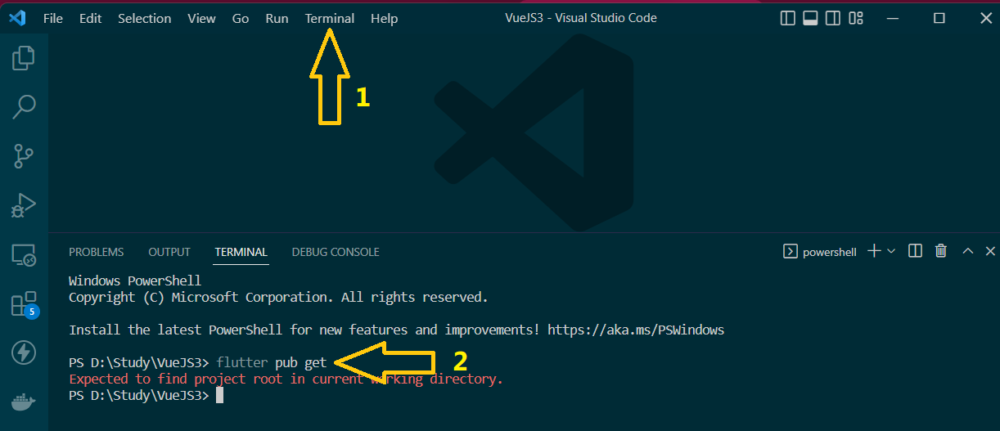 File Edit Selection View Go Run Terminal Help VueJS3 - Visual Studio Code
1
PROBLEMS OUTPUT TERMINAL DEBUG CONSOLE powershell
Windows PowerShell
Copyright (C) Microsoft Corporation. All rights reserved.
Install the latest PowerShell for new features and improvements! https://aka.ms/PSWindows
PS D:\Study\VueJS3> flutter pub get 2
Expected to find project root in current working directory.
PS D:\Study\VueJS3>
5